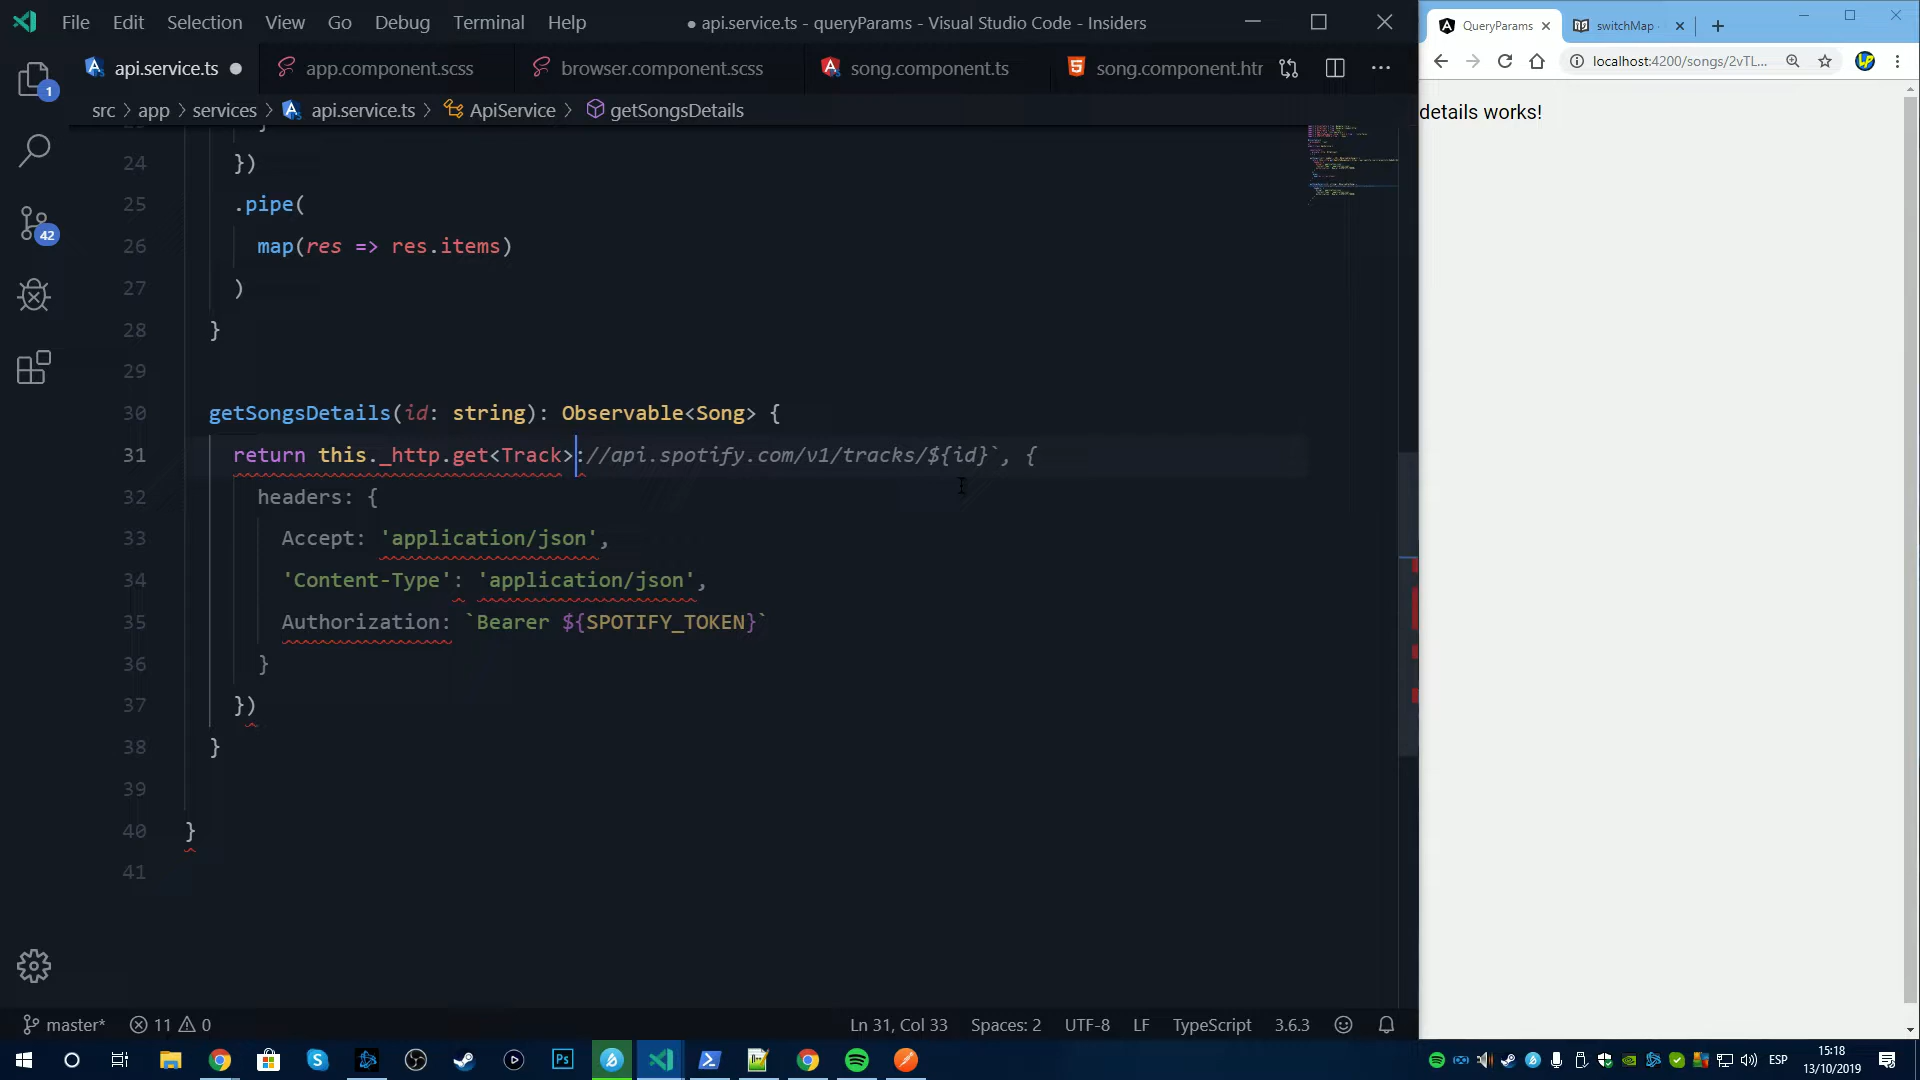 File Edit Selection View Go Debug Terminal Help
● api.service.ts - queryParams - Visual Studio Code - Insiders
api.service.ts ● app.component.scss browser.component.scss song.component.ts song.component.htr
src > app > services > api.service.ts > ApiService > getSongsDetails
1
42
24 })
25 .pipe(
26 map(res => res.items)
27 )
28 }
29
30 getSongsDetails(id: string): Observable<Song> {
31 return this._http.get<Track>://api.spotify.com/v1/tracks/${id}`, {
32 headers: {
33 Accept: 'application/json',
34 'Content-Type': 'application/json',
35 Authorization: `Bearer ${SPOTIFY_TOKEN}`
36 }
37 })
38 }
39
40 }
41
master* 11 0 Ln 31, Col 33 Spaces: 2 UTF-8 LF TypeScript 3.6.3
QueryParams switchMap
localhost:4200/songs/2vTL...
details works!
Ps
ESP
15:18
13/10/2019